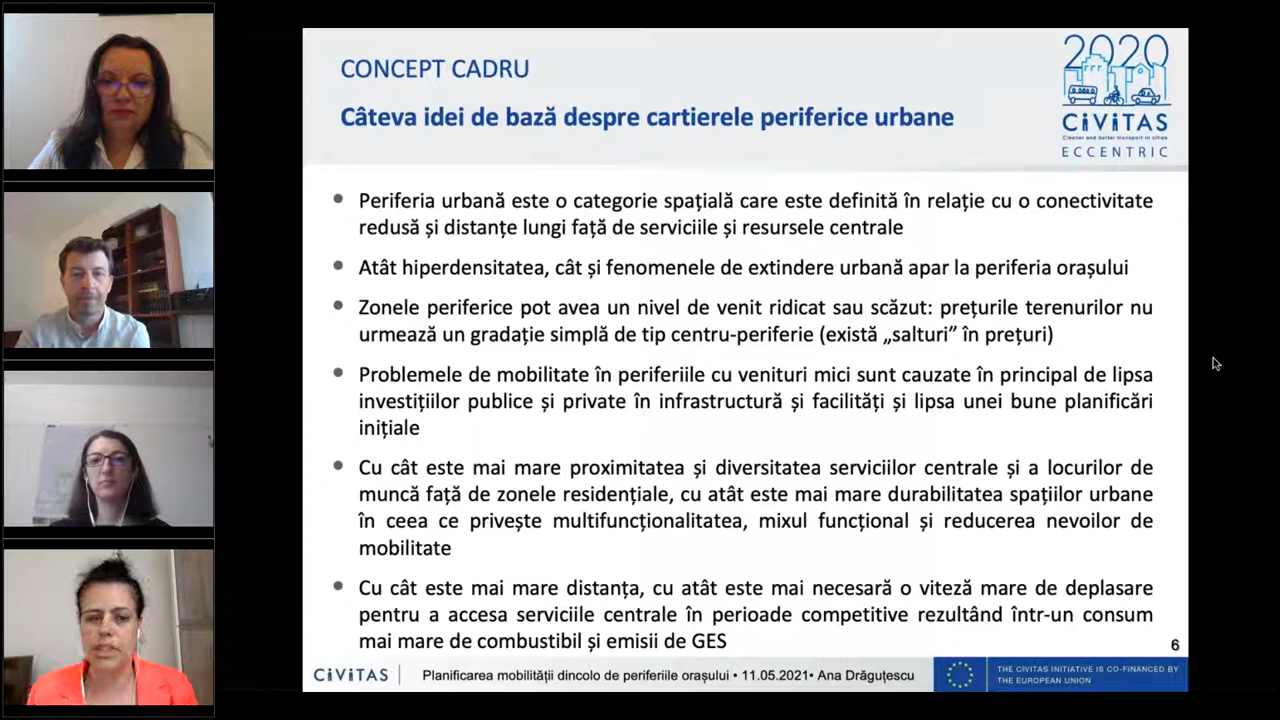 CONCEPT CADRU
Câteva idei de bază despre cartierele periferice urbane
2020
CiViTAS
Cleaner and better transport in cities
ECCENTRIC
Periferia urbană este o categorie spațială care este definită în relație cu o conectivitate
redusă și distanțe lungi față de serviciile și resursele centrale
Atât hiperdensitatea, cât și fenomenele de extindere urbană apar la periferia orașului
Zonele periferice pot avea un nivel de venit ridicat sau scăzut: prețurile terenurilor nu
urmează un gradație simplă de tip centru-periferie (există „salturi” în prețuri)
Problemele de mobilitate în periferiile cu venituri mici sunt cauzate în principal de lipsa
investițiilor publice și private în infrastructură și facilități și lipsa unei bune planificări
inițiale
Cu cât este mai mare proximitatea și diversitatea serviciilor centrale și a locurilor de
muncă față de zonele rezidențiale, cu atât este mai mare durabilitatea spațiilor urbane
în ceea ce privește multifuncționalitatea, mixul funcțional și reducerea nevoilor de
mobilitate
Cu cât este mai mare distanța, cu atât este mai necesară o viteză mare de deplasare
pentru a accesa serviciile centrale în perioade competitive rezultând într-un consum
mai mare de combustibil și emisii de GES
6
CiViTAS
Planificarea mobilității dincolo de periferiile orașului • 11.05.2021• Ana Drăguțescu
THE CIVITAS INITIATIVE IS CO-FINANCED BY
THE EUROPEAN UNION